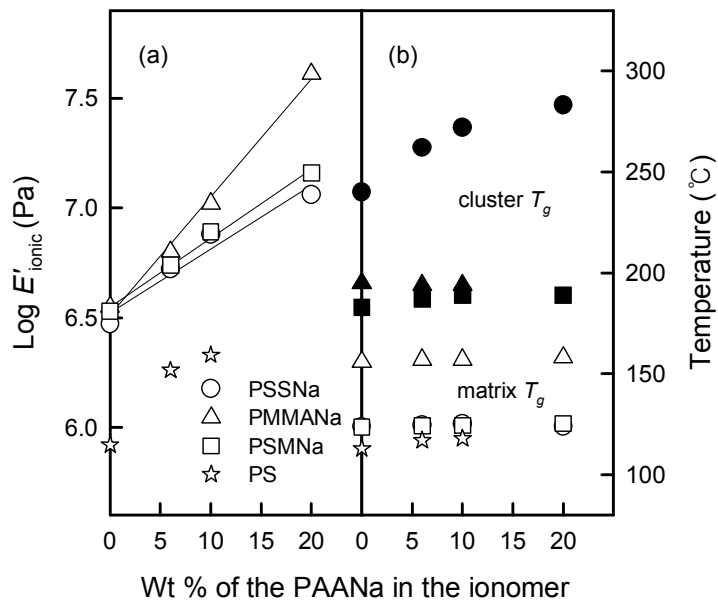 (a)
(b)
7.5
7.0
6.5
6.0
Log E′ionic (Pa)
300
250
200
150
100
Temperature (℃)
cluster Tg
matrix Tg
PSSNa
PMMANa
PSMNa
PS
0 5 10 15 20 0 5 10 15 20
Wt % of the PAANa in the ionomer